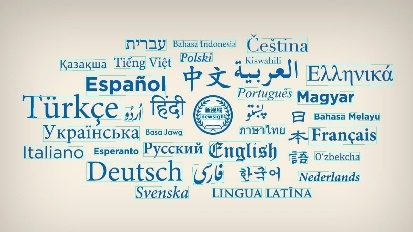 עברית Bahasa Indonesia Čeština
Қазақша Tiếng Việt Polski Kiswahili
Español 中文 العربية Ελληνικά
Português Magyar
Türkçe اُردُو हिंदी پښتو 日本語 Bahasa Melayu
Українська Basa Jawa ภาษาไทย Français
Italiano Esperanto Русский English O'zbekcha
Deutsch فارسی 한국어 Nederlands
Svenska LINGUA LATINA